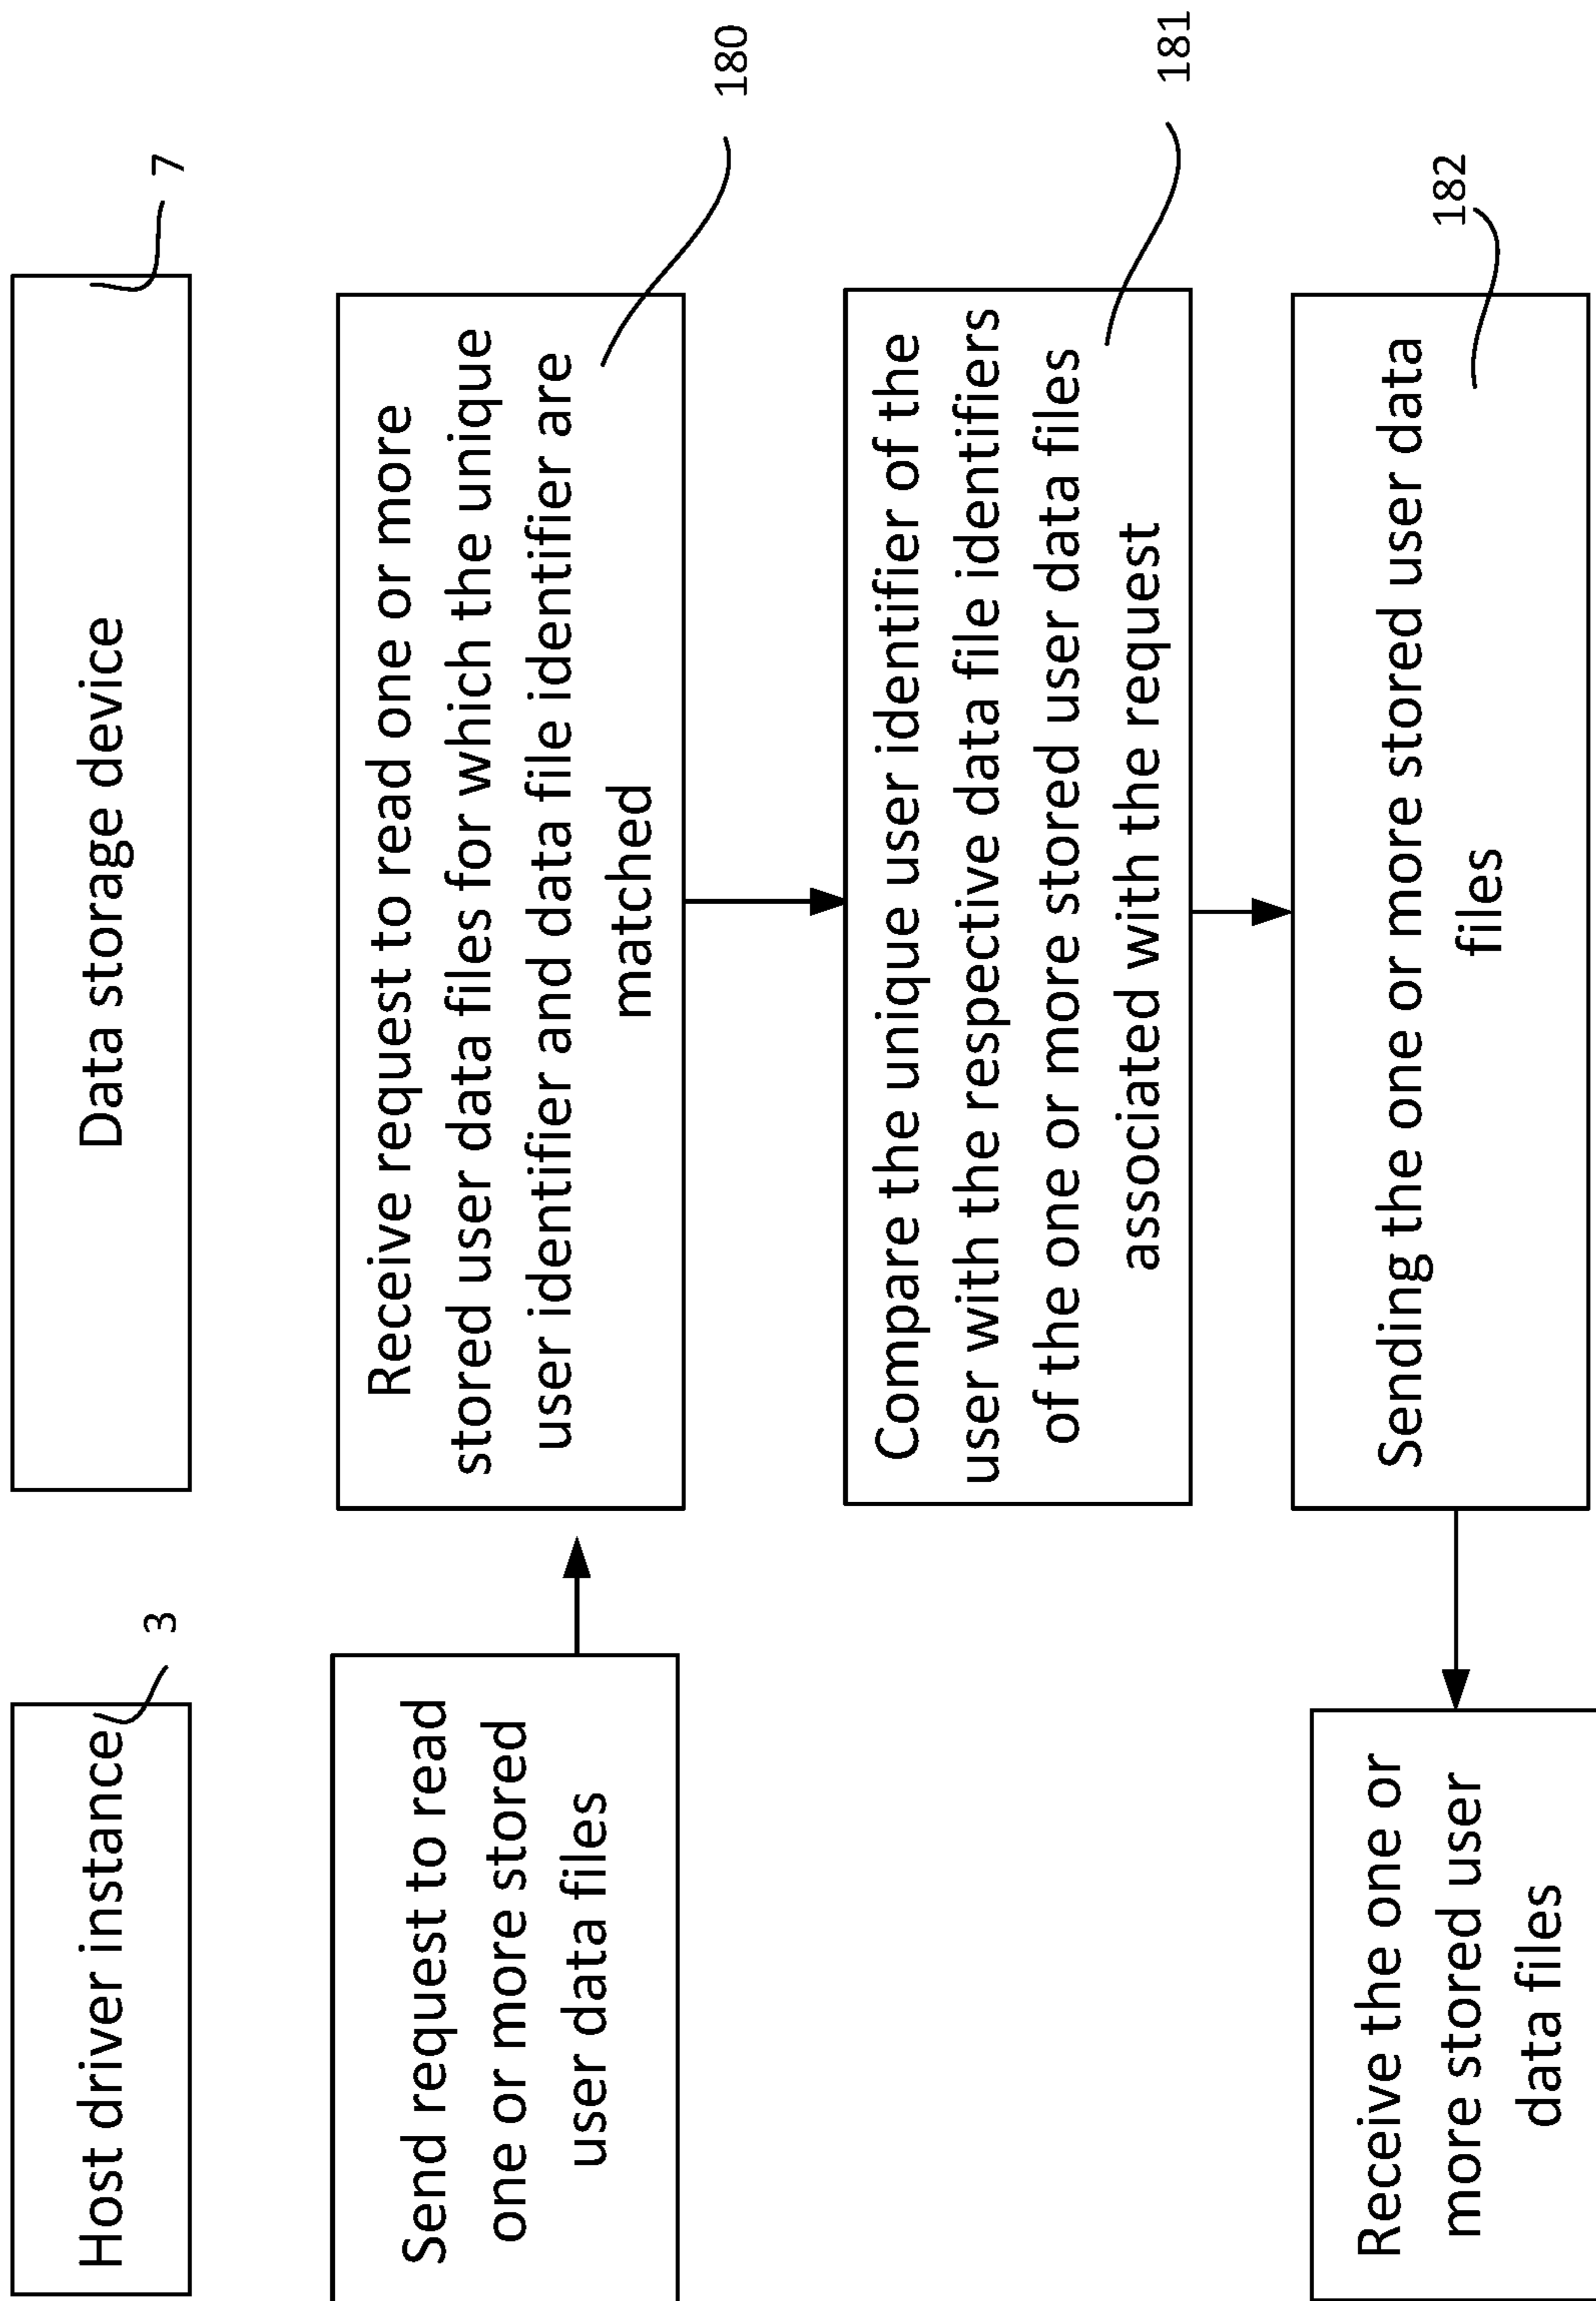 Host driver instance
3
Data storage device
7
Send request to read
one or more stored
user data files
Receive request to read one or more
stored user data files for which the unique
user identifier and data file identifier are
matched
180
Compare the unique user identifier of the
user with the respective data file identifiers
of the one or more stored user data files
associated with the request
181
Sending the one or more stored user data
files
182
Receive the one or
more stored user
data files